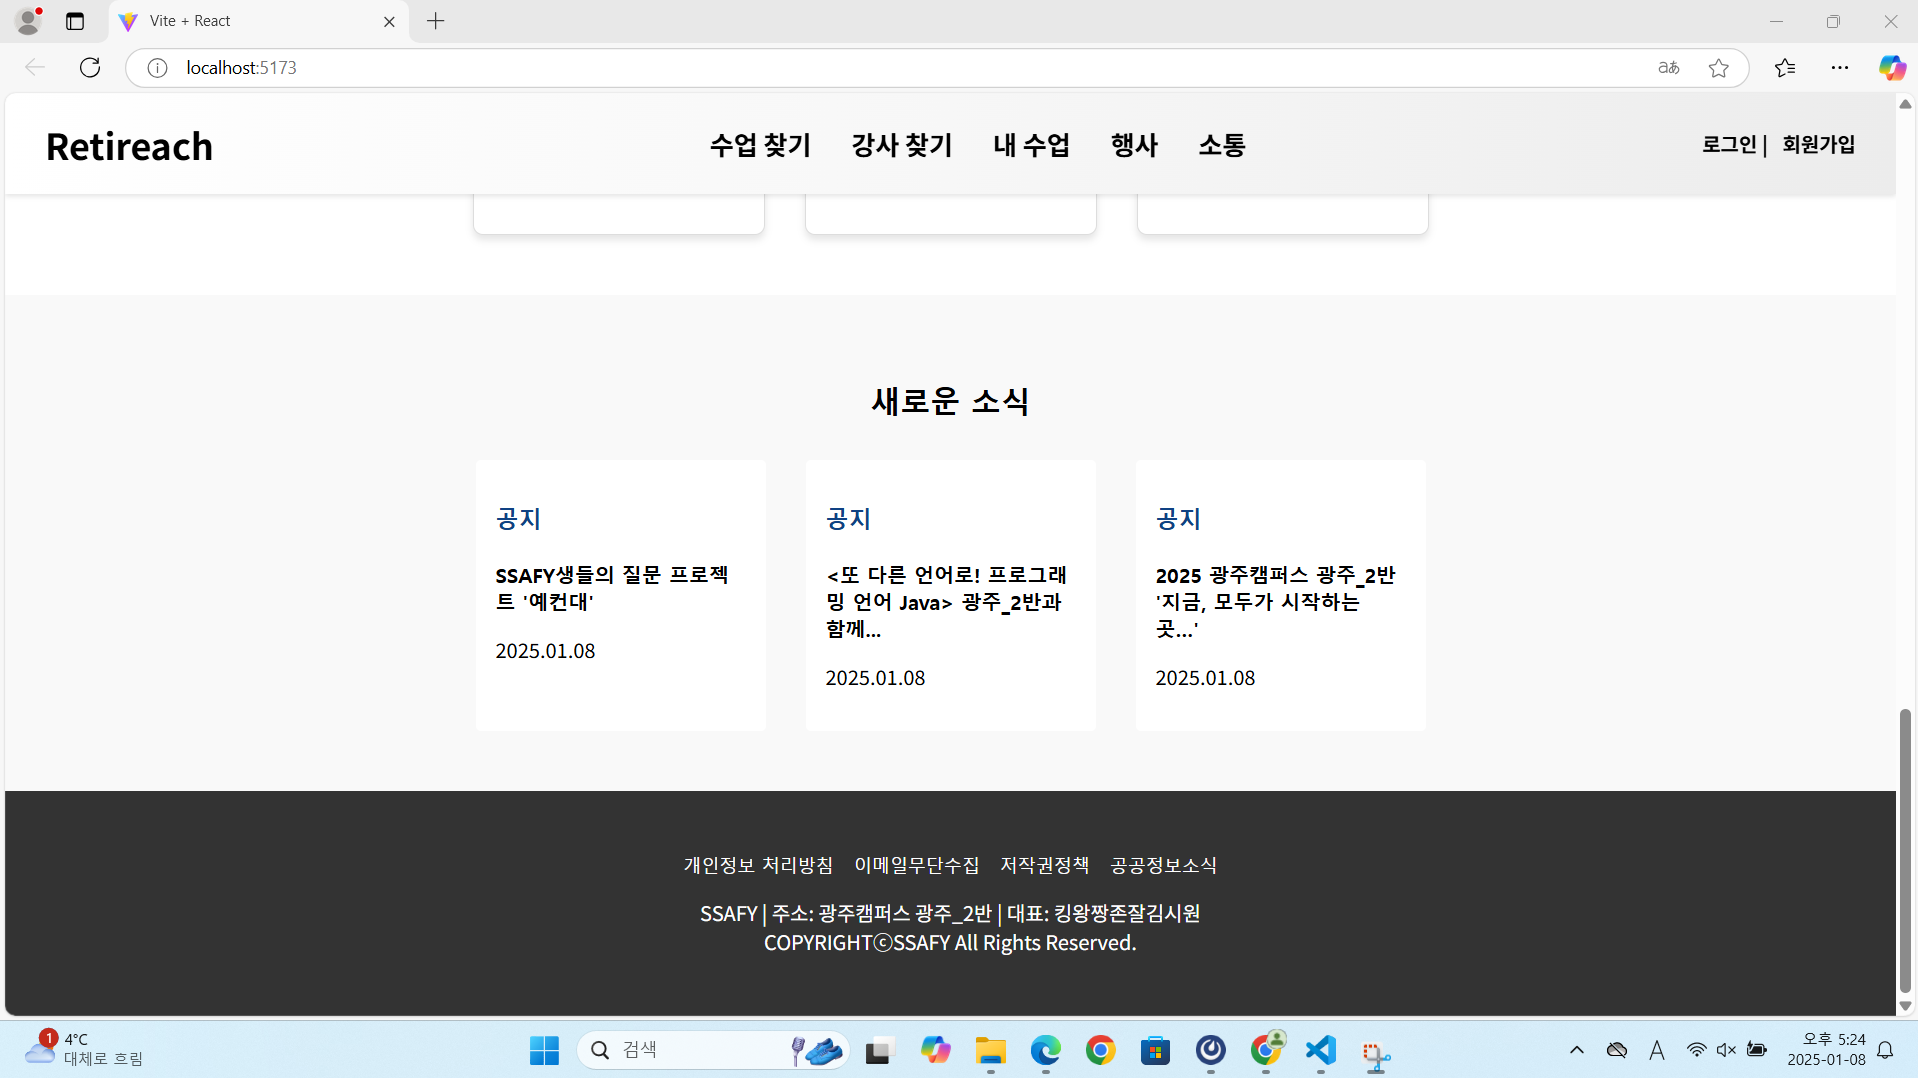 Vite + React
localhost:5173
aあ
Retireach
수업 찾기 강사 찾기 내 수업 행사 소통
로그인 | 회원가입
새로운 소식
공지
SSAFY생들의 질문 프로젝
트 '예컨대'
2025.01.08
공지
<또 다른 언어로! 프로그래
밍 언어 Java> 광주_2반과
함께...
2025.01.08
공지
2025 광주캠퍼스 광주_2반
'지금, 모두가 시작하는
곳...'
2025.01.08
개인정보 처리방침 이메일무단수집 저작권정책 공공정보소식
SSAFY | 주소: 광주캠퍼스 광주_2반 | 대표: 킹왕짱존잘김시원
COPYRIGHTⓒSSAFY All Rights Reserved.
1
4°C
대체로 흐림
검색
A
오후 5:24
2025-01-08